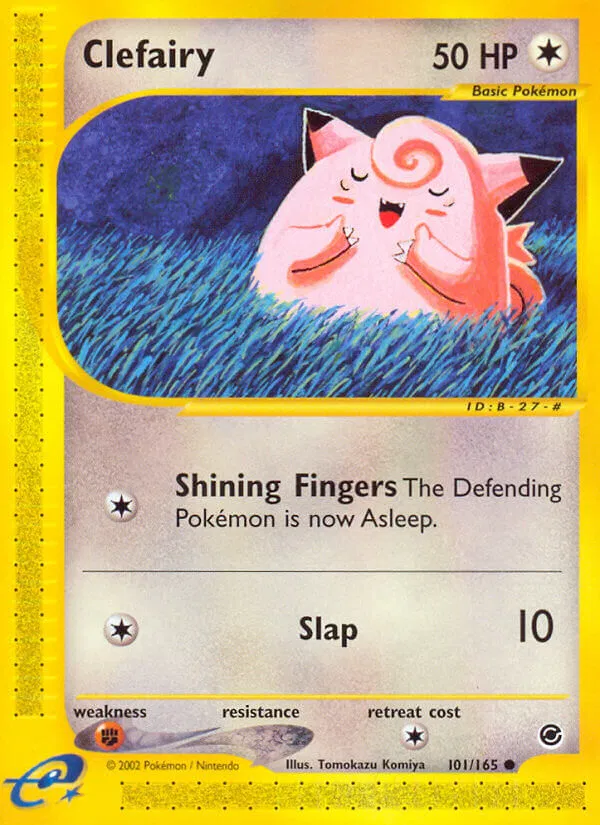 Clefairy 50 HP
Basic Pokémon
ID:B-27-#
Shining Fingers The Defending
Pokémon is now Asleep.
Slap 10
weakness resistance retreat cost
© 2002 Pokémon / Nintendo Illus. Tomokazu Komiya 101/165
e